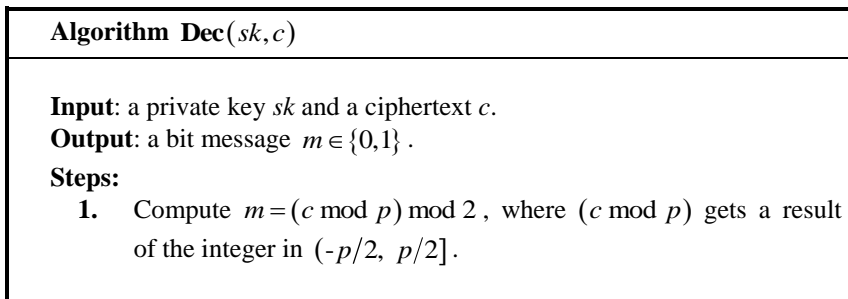 Algorithm Dec(sk,c)
Input: a private key sk and a ciphertext c.
Output: a bit message m∈{0,1} .
Steps:
1. Compute m=(c mod p) mod 2 , where (c mod p) gets a result
of the integer in (-p/2, p/2] .